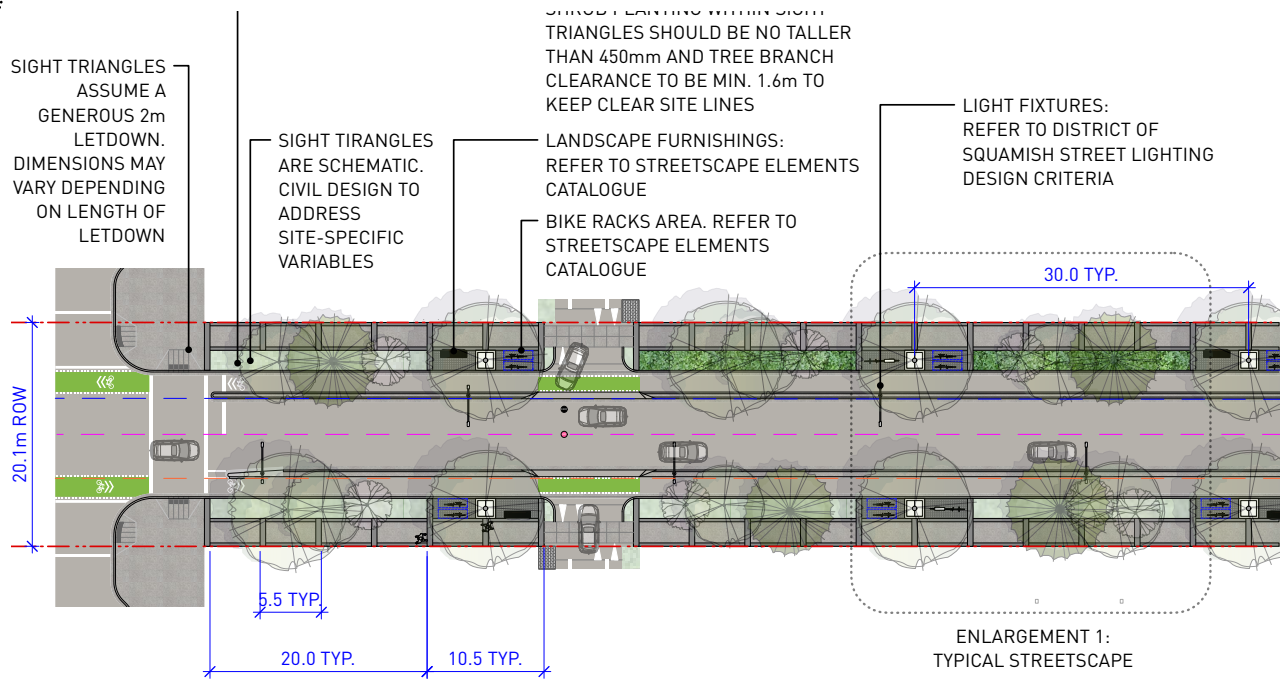 SIGHT TRIANGLES
ASSUME A
GENEROUS 2m
LETDOWN.
DIMENSIONS MAY
VARY DEPENDING
ON LENGTH OF
LETDOWN
SIGHT TIRANGLES
ARE SCHEMATIC.
CIVIL DESIGN TO
ADDRESS
SITE-SPECIFIC
VARIABLES
SHRUB PLANTING WITHIN SIGHT
TRIANGLES SHOULD BE NO TALLER
THAN 450mm AND TREE BRANCH
CLEARANCE TO BE MIN. 1.6m TO
KEEP CLEAR SITE LINES
LANDSCAPE FURNISHINGS:
REFER TO STREETSCAPE ELEMENTS
CATALOGUE
BIKE RACKS AREA. REFER TO
STREETSCAPE ELEMENTS
CATALOGUE
LIGHT FIXTURES:
REFER TO DISTRICT OF
SQUAMISH STREET LIGHTING
DESIGN CRITERIA
30.0 TYP.
20.1m ROW
5.5 TYP.
20.0 TYP.
10.5 TYP.
ENLARGEMENT 1:
TYPICAL STREETSCAPE